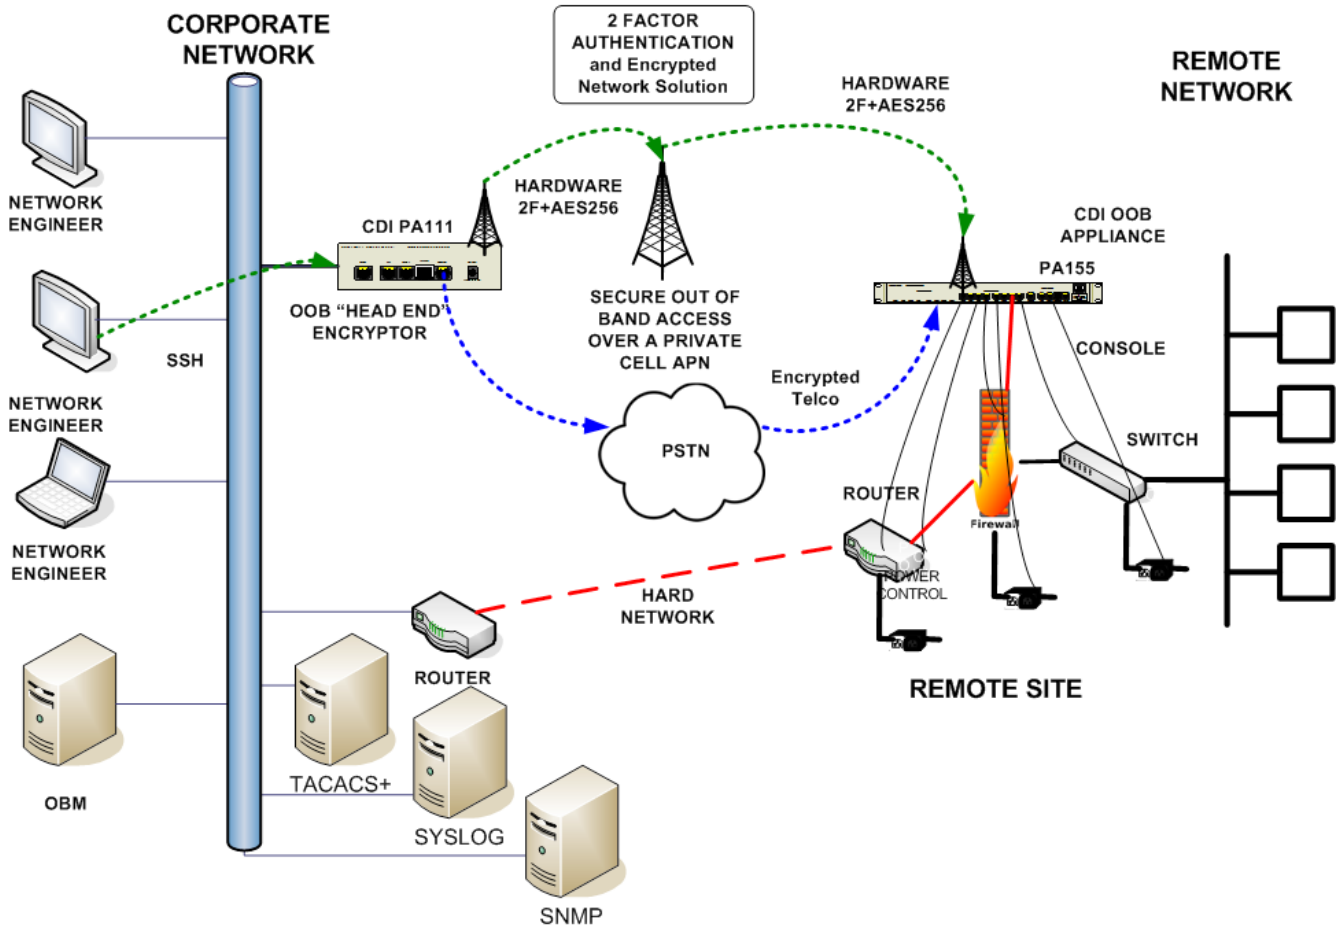 CORPORATE
NETWORK
2 FACTOR
AUTHENTICATION
and Encrypted
Network Solution
HARDWARE
2F+AES256
REMOTE
NETWORK
NETWORK
ENGINEER
HARDWARE
2F+AES256
CDI PA111
CDI OOB
APPLIANCE
PA155
OOB “HEAD END”
ENCRYPTOR
SECURE OUT OF
BAND ACCESS
OVER A PRIVATE
CELL APN
SSH
CONSOLE
Encrypted
Telco
NETWORK
ENGINEER
PSTN
SWITCH
ROUTER
Firewall
NETWORK
ENGINEER
POWER
CONTROL
HARD
NETWORK
ROUTER
REMOTE SITE
TACACS+
OBM
SYSLOG
SNMP